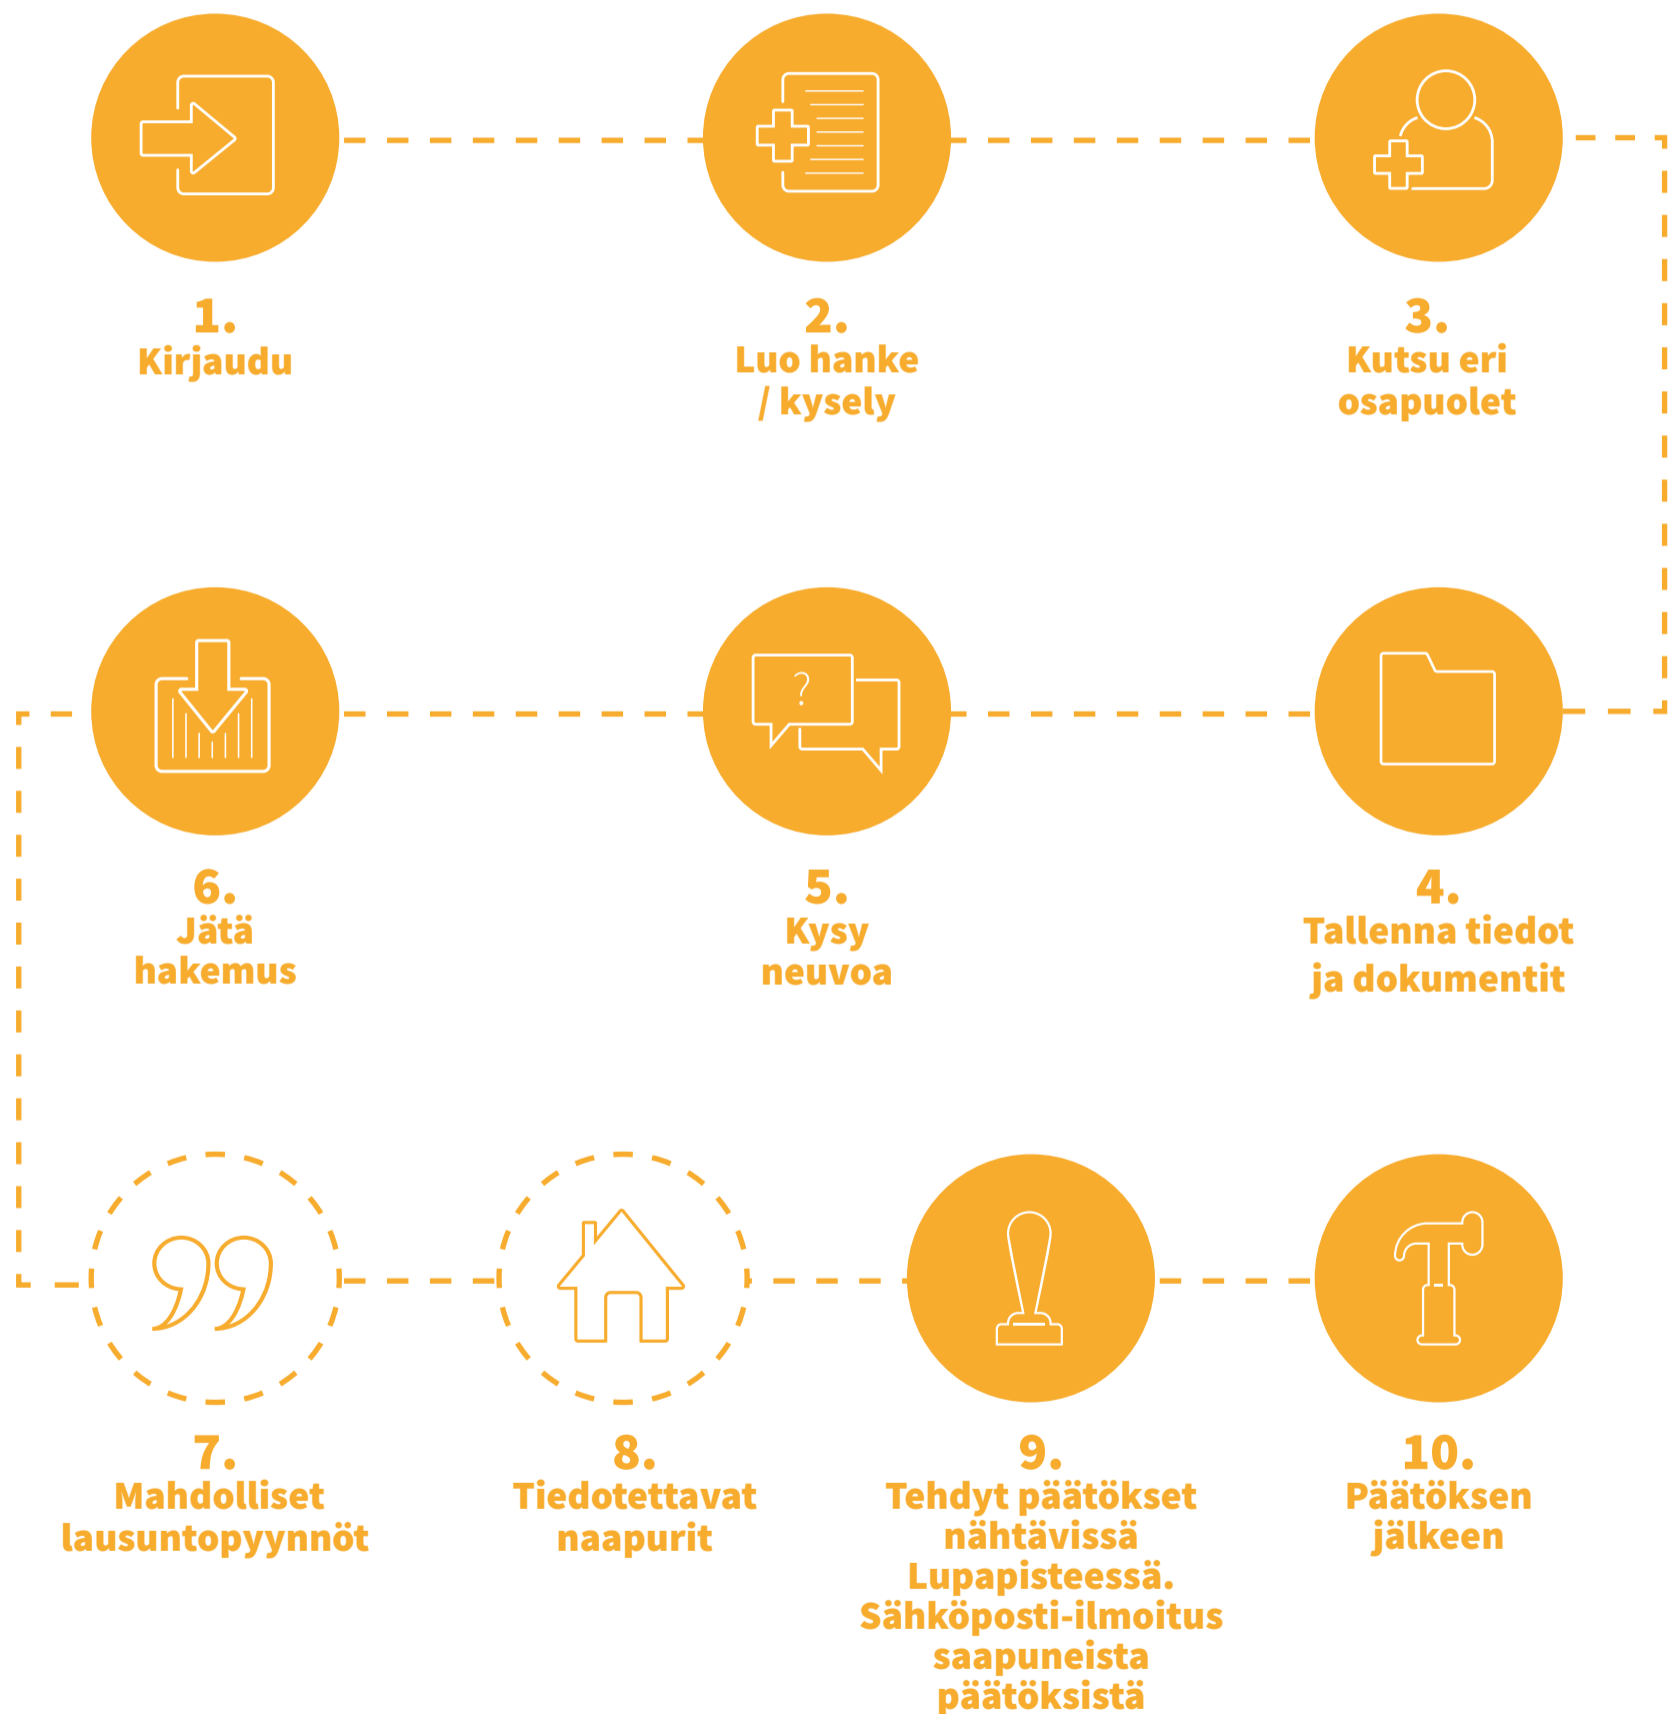 1.
Kirjaudu
2.
Luo hanke
/ kysely
3.
Kutsu eri
osapuolet
?
4.
Tallenna tiedot
ja dokumentit
5.
Kysy
neuvoa
6.
Jätä
hakemus
7.
Mahdolliset
lausuntopyynnöt
8.
Tiedotettavat
naapurit
9.
Tehdyt päätökset
nähtävissä
Lupapisteessä.
Sähköposti-ilmoitus
saapuneista
päätöksistä
10.
Päätöksen
jälkeen